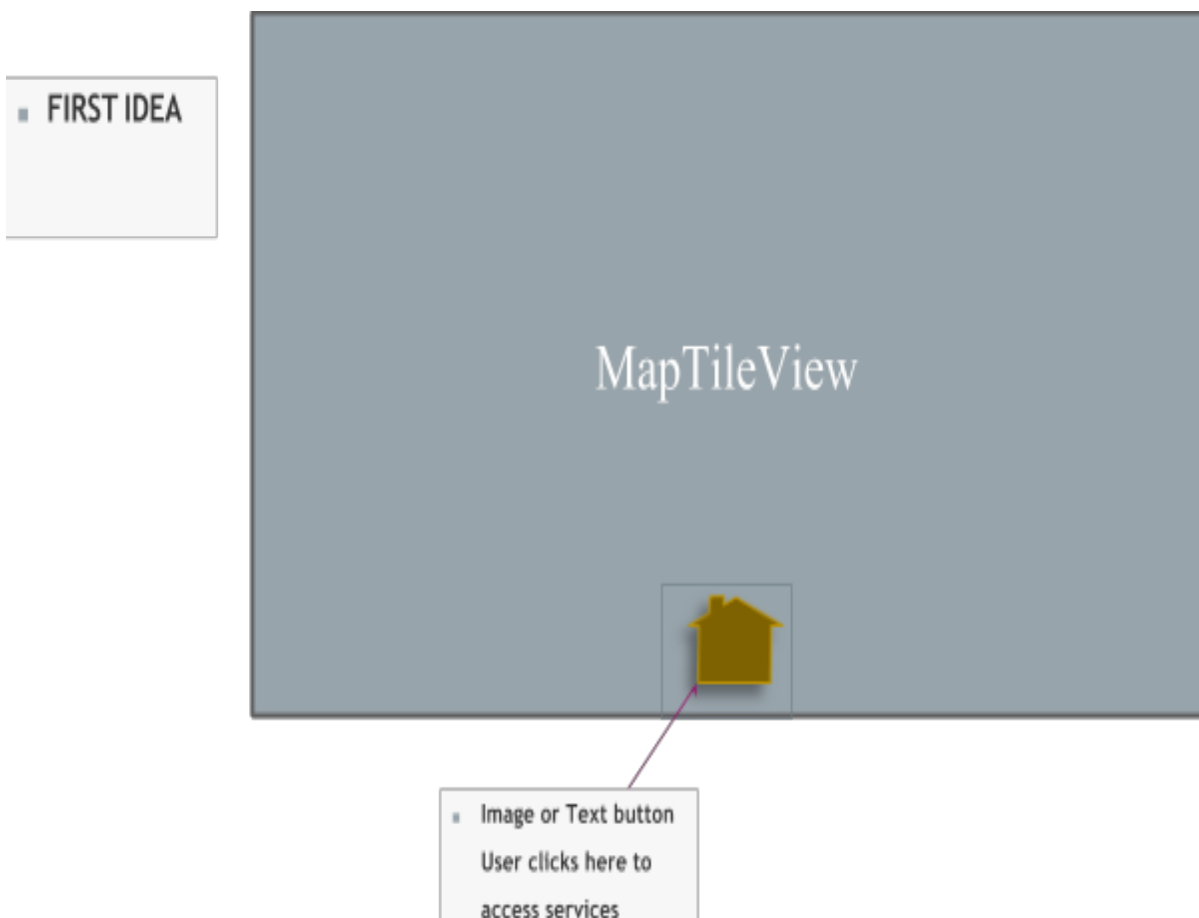 FIRST IDEA
MapTileView
Image or Text button
User clicks here to
access services